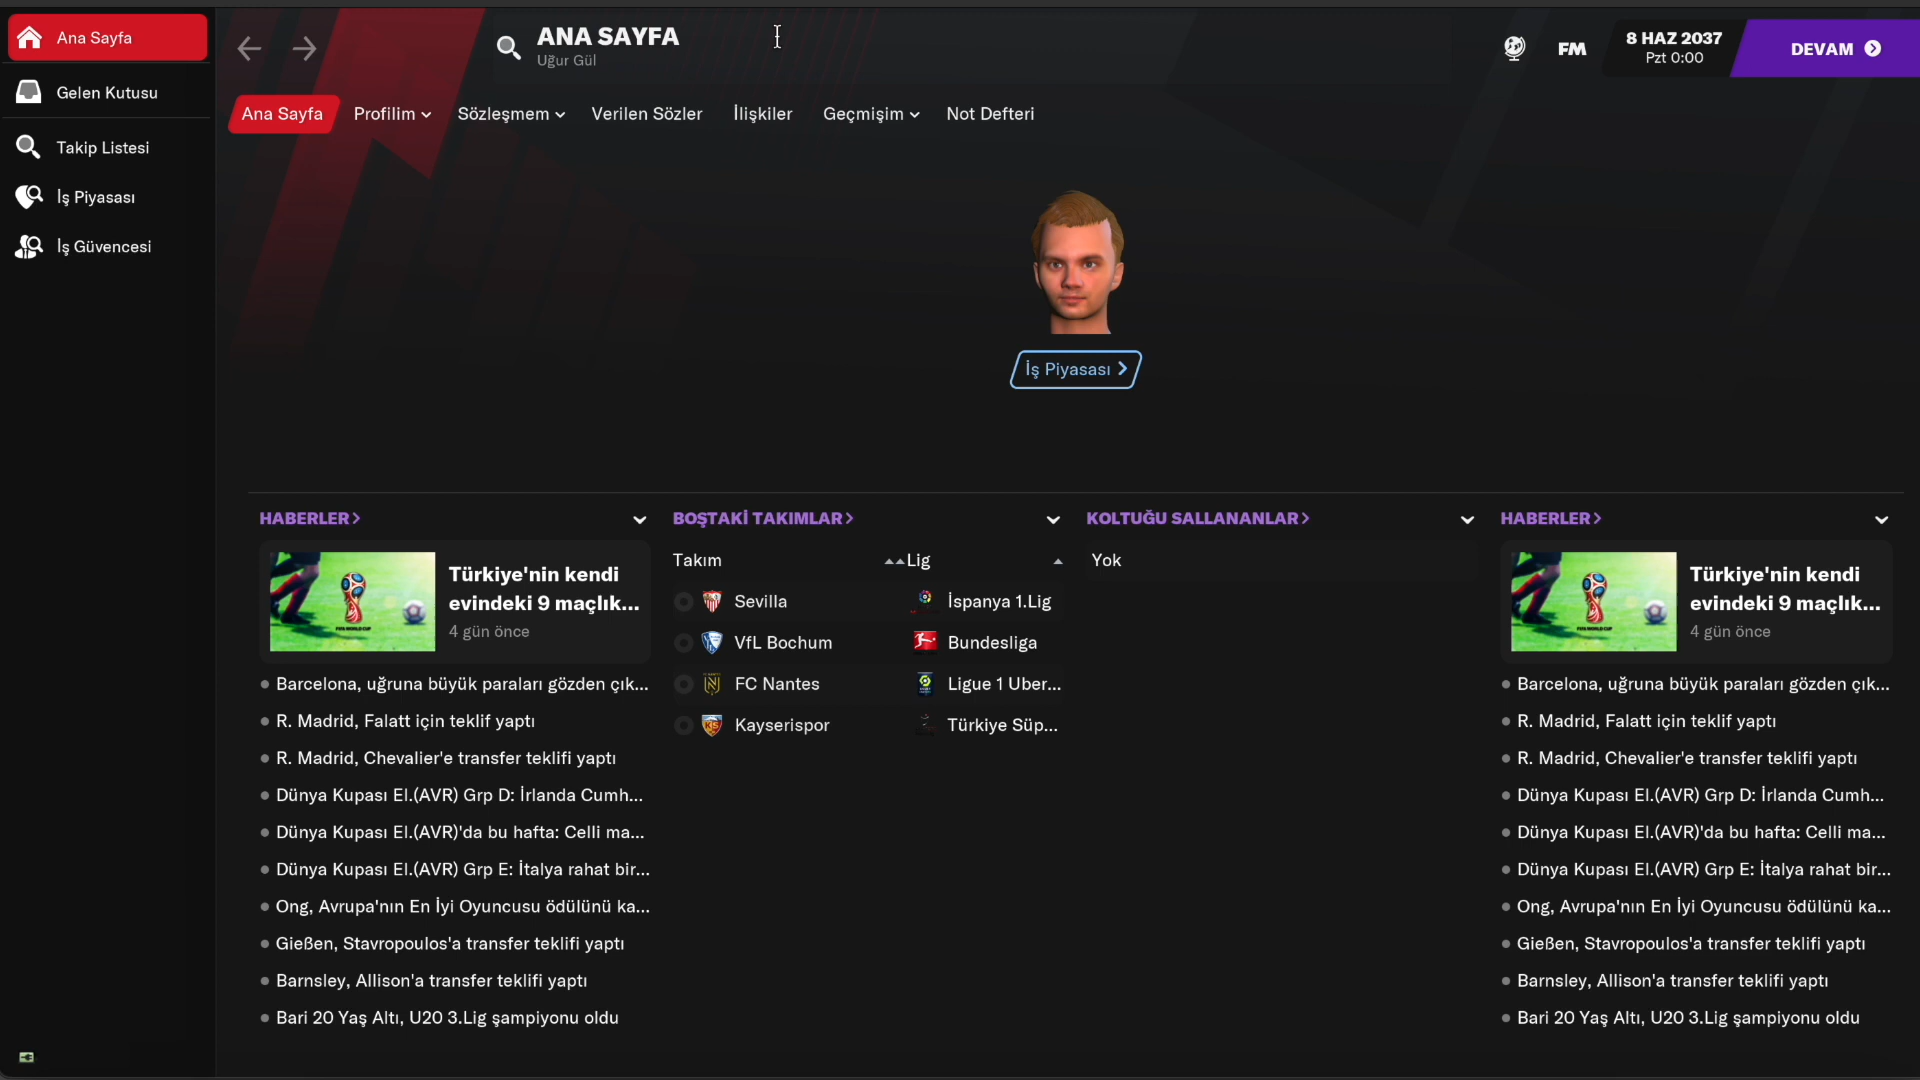 Ana Sayfa
Gelen Kutusu
Takip Listesi
İş Piyasası
İş Güvencesi
ANA SAYFA
Uğur Gül
FM
8 HAZ 2037
Pzt 0:00
DEVAM
Ana Sayfa
Profilim
Sözleşmem
Verilen Sözler
İlişkiler
Geçmişim
Not Defteri
İş Piyasası
HABERLER
Türkiye'nin kendi
evindeki 9 maçlık...
4 gün önce
Barcelona, uğruna büyük paraları gözden çık...
R. Madrid, Falatt için teklif yaptı
R. Madrid, Chevalier'e transfer teklifi yaptı
Dünya Kupası El.(AVR) Grp D: İrlanda Cumh...
Dünya Kupası El.(AVR)'da bu hafta: Celli ma...
Dünya Kupası El.(AVR) Grp E: İtalya rahat bir...
Ong, Avrupa'nın En İyi Oyuncusu ödülünü ka...
Gießen, Stavropoulos'a transfer teklifi yaptı
Barnsley, Allison'a transfer teklifi yaptı
Bari 20 Yaş Altı, U20 3.Lig şampiyonu oldu
BOŞTAKİ TAKIMLAR
Takım Lig
Sevilla İspanya 1.Lig
VfL Bochum Bundesliga
FC Nantes Ligue 1 Uber...
Kayserispor Türkiye Süp...
KOLTUĞU SALLANANLAR
Yok
HABERLER
Türkiye'nin kendi
evindeki 9 maçlık...
4 gün önce
Barcelona, uğruna büyük paraları gözden çık...
R. Madrid, Falatt için teklif yaptı
R. Madrid, Chevalier'e transfer teklifi yaptı
Dünya Kupası El.(AVR) Grp D: İrlanda Cumh...
Dünya Kupası El.(AVR)'da bu hafta: Celli ma...
Dünya Kupası El.(AVR) Grp E: İtalya rahat bir...
Ong, Avrupa'nın En İyi Oyuncusu ödülünü ka...
Gießen, Stavropoulos'a transfer teklifi yaptı
Barnsley, Allison'a transfer teklifi yaptı
Bari 20 Yaş Altı, U20 3.Lig şampiyonu oldu